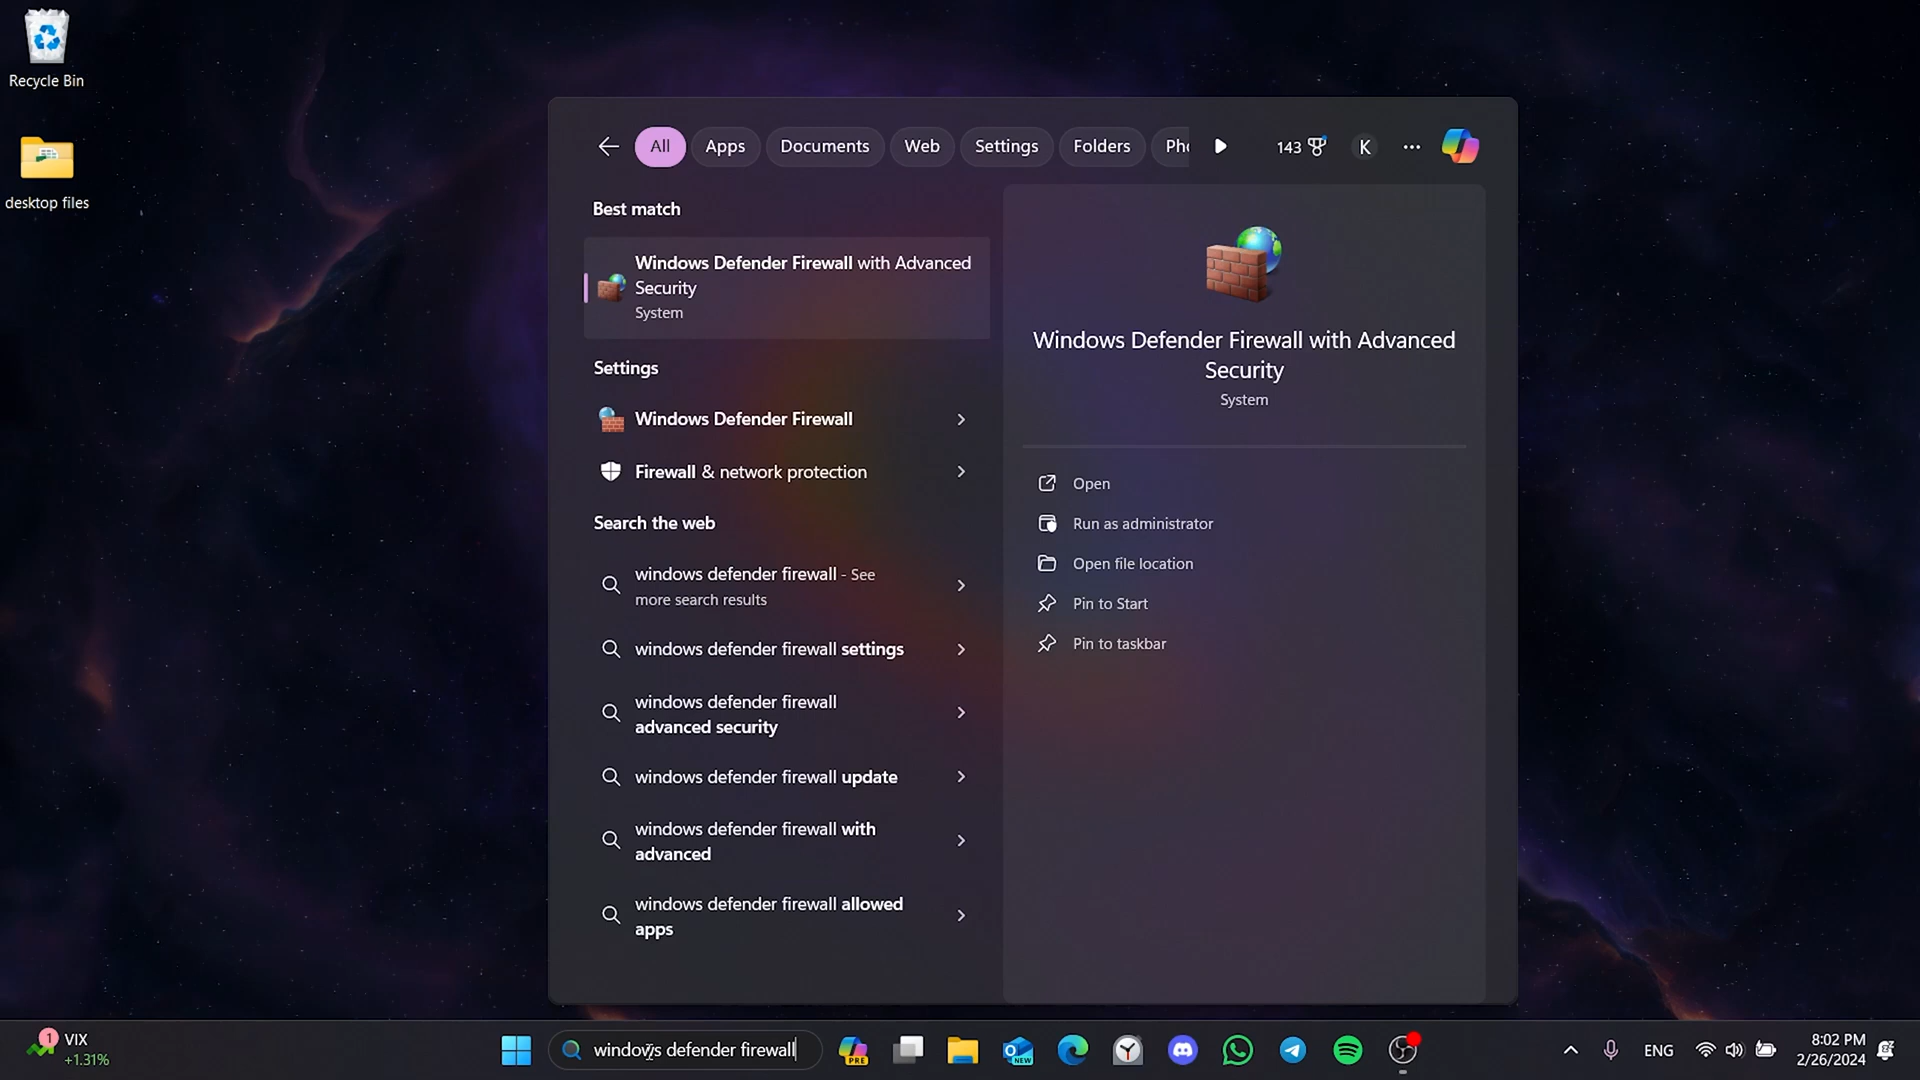 Recycle Bin
desktop files
All
Apps
Documents
Web
Settings
Folders
Pho
143
K
Best match
Windows Defender Firewall with Advanced
Security
System
Settings
Windows Defender Firewall
Firewall & network protection
Search the web
windows defender firewall - See
more search results
windows defender firewall settings
windows defender firewall
advanced security
windows defender firewall update
windows defender firewall with
advanced
windows defender firewall allowed
apps
Windows Defender Firewall with Advanced
Security
System
Open
Run as administrator
Open file location
Pin to Start
Pin to taskbar
1
VIX
+1.31%
windows defender firewall
PRE
NEW
ENG
8:02 PM
2/26/2024